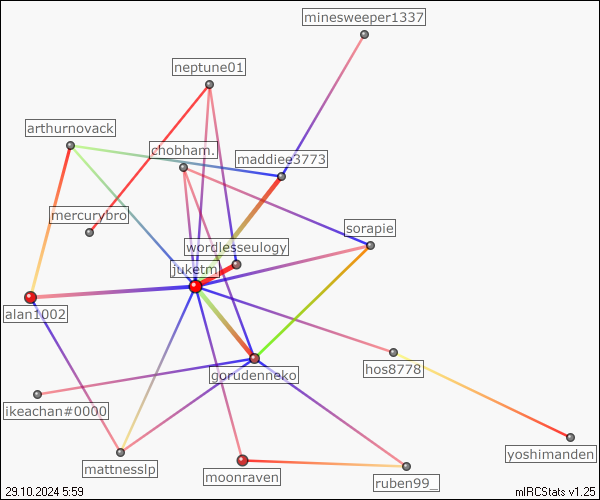 minesweeper1337
neptune01
arthurnovack
chobham.
maddiee3773
mercurybro
sorapie
wordlesseulogy
juketm
alan1002
hos8778
gorudenneko
ikeachan#0000
yoshimanden
mattnesslp
moonraven
ruben99_
29.10.2024 5:59
mIRCStats v1.25